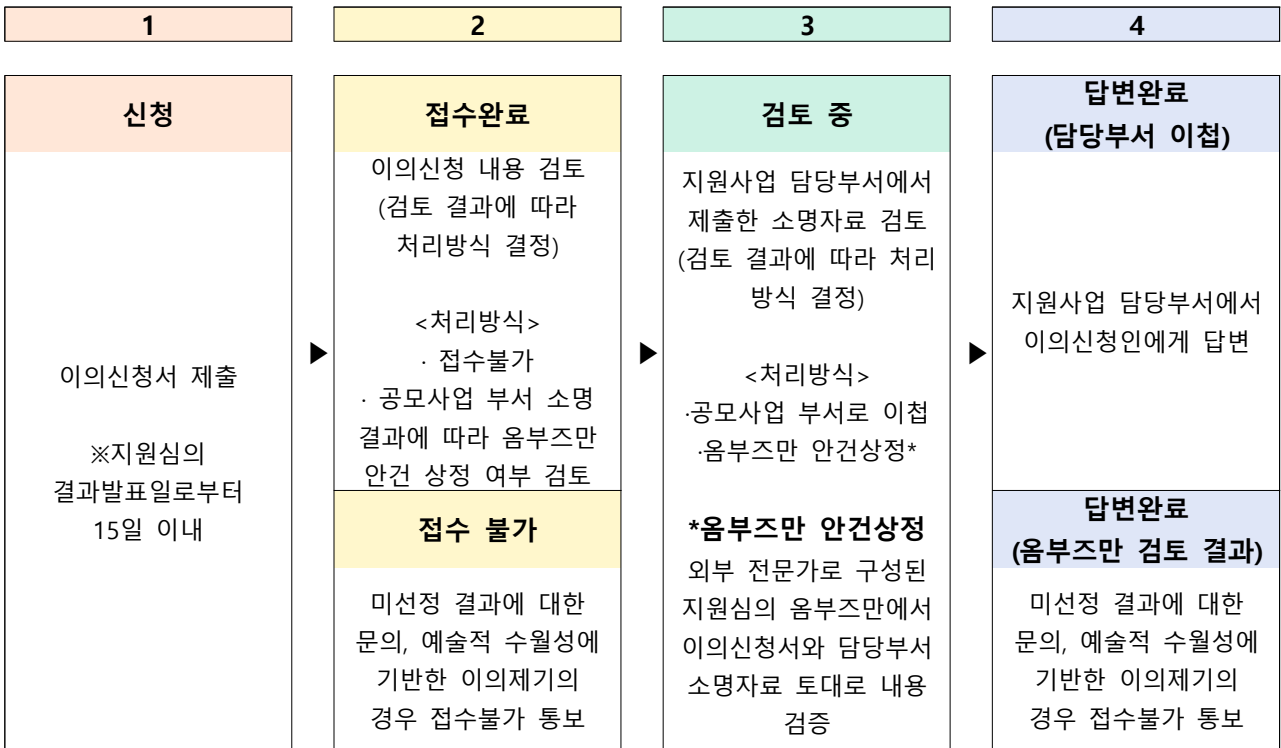 1
신청
이의신청서 제출
※지원심의
결과발표일로부터
15일 이내
▶
2
접수완료
이의신청 내용 검토
(검토 결과에 따라
처리방식 결정)
<처리방식>
· 접수불가
· 공모사업 부서 소명
결과에 따라 옴부즈만
안건 상정 여부 검토
접수 불가
미선정 결과에 대한
문의, 예술적 수월성에
기반한 이의제기의
경우 접수불가 통보
▶
3
검토 중
지원사업 담당부서에서
제출한 소명자료 검토
(검토 결과에 따라 처리
방식 결정)
<처리방식>
·공모사업 부서로 이첩
·옴부즈만 안건상정*
*옴부즈만 안건상정
외부 전문가로 구성된
지원심의 옴부즈만에서
이의신청서와 담당부서
소명자료 토대로 내용
검증
▶
4
답변완료
(담당부서 이첩)
지원사업 담당부서에서
이의신청인에게 답변
답변완료
(옴부즈만 검토 결과)
미선정 결과에 대한
문의, 예술적 수월성에
기반한 이의제기의
경우 접수불가 통보